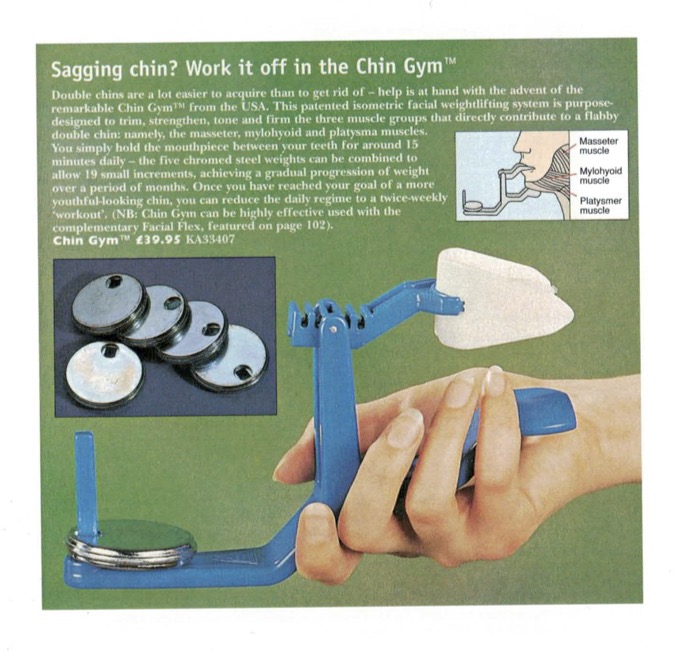 Sagging chin? Work it off in the Chin Gym™
Double chins are a lot easier to acquire than to get rid of – help is at hand with the advent of the
remarkable Chin Gym™ from the USA. This patented isometric facial weightlifting system is purpose-
designed to trim, strengthen, tone and firm the three muscle groups that directly contribute to a flabby
double chin: namely, the masseter, mylohyoid and platysma muscles.
You simply hold the mouthpiece between your teeth for around 15
minutes daily – the five chromed steel weights can be combined to
allow 19 small increments, achieving a gradual progression of weight
over a period of months. Once you have reached your goal of a more
youthful-looking chin, you can reduce the daily regime to a twice-weekly
'workout'. (NB: Chin Gym can be highly effective used with the
complementary Facial Flex, featured on page 102).
Chin Gym™ £39.95 KA33407
Masseter
muscle
Mylohyoid
muscle
Platysmer
muscle